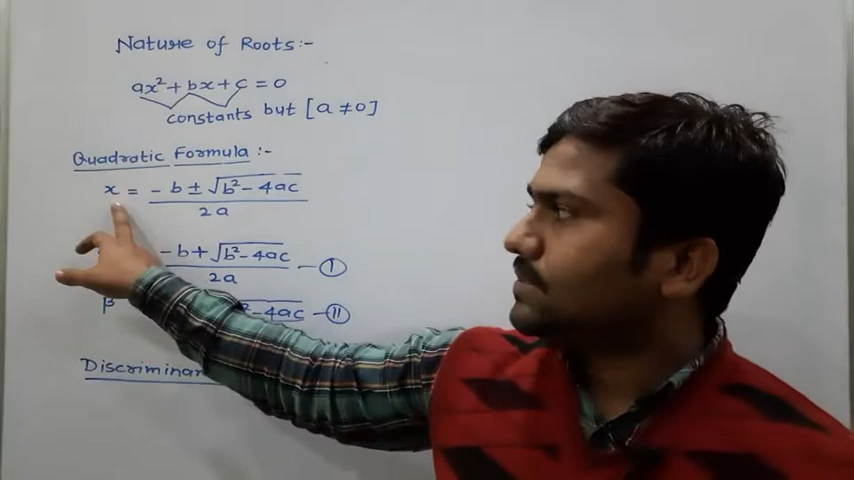 Nature of Roots:-
ax²+bx+c = 0
constants but [a ≠ 0]
Quadratic Formula :-
x = -b ± √b²-4ac
2a
-b+√b²-4ac - I
2a
β ²-4ac - II